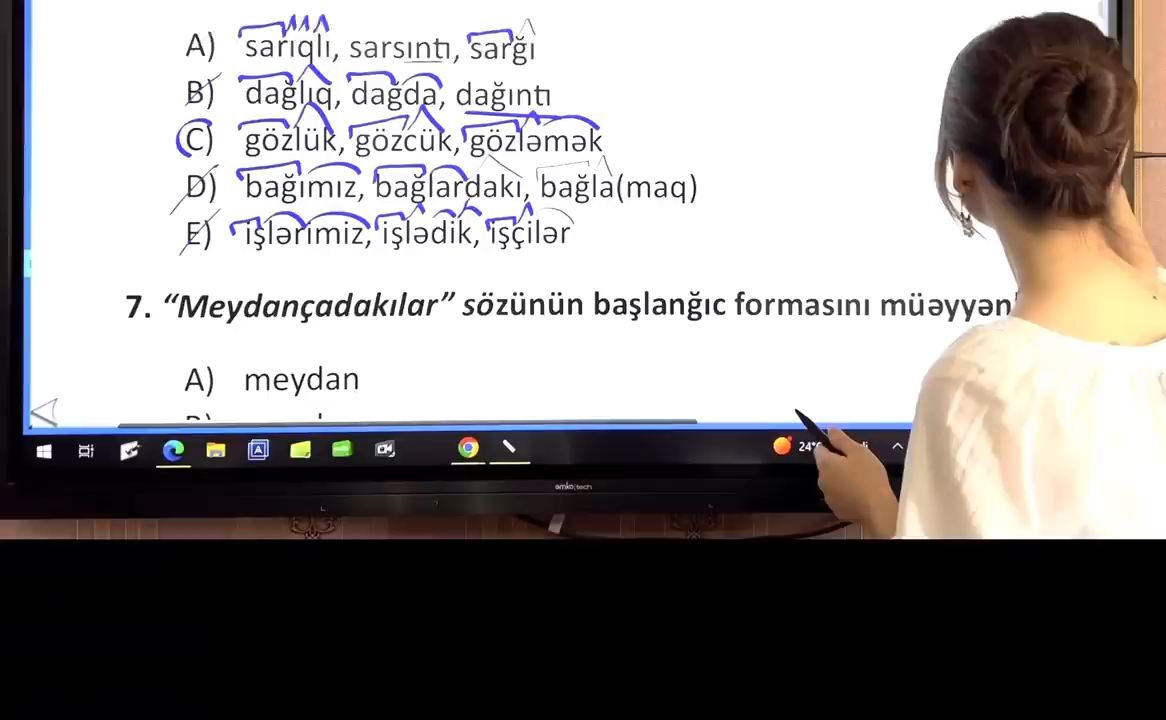 A) sarıqlı, sarsıntı, sarğı
B) dağlıq, dağda, dağıntı
C) gözlük, gözcük, gözləmək
D) bağımız, bağlardakı, bağla(maq)
E) işlərimiz, işlədik, işçilər
7. “Meydançadakılar” sözünün başlanğıc formasını
A) meydan
24°